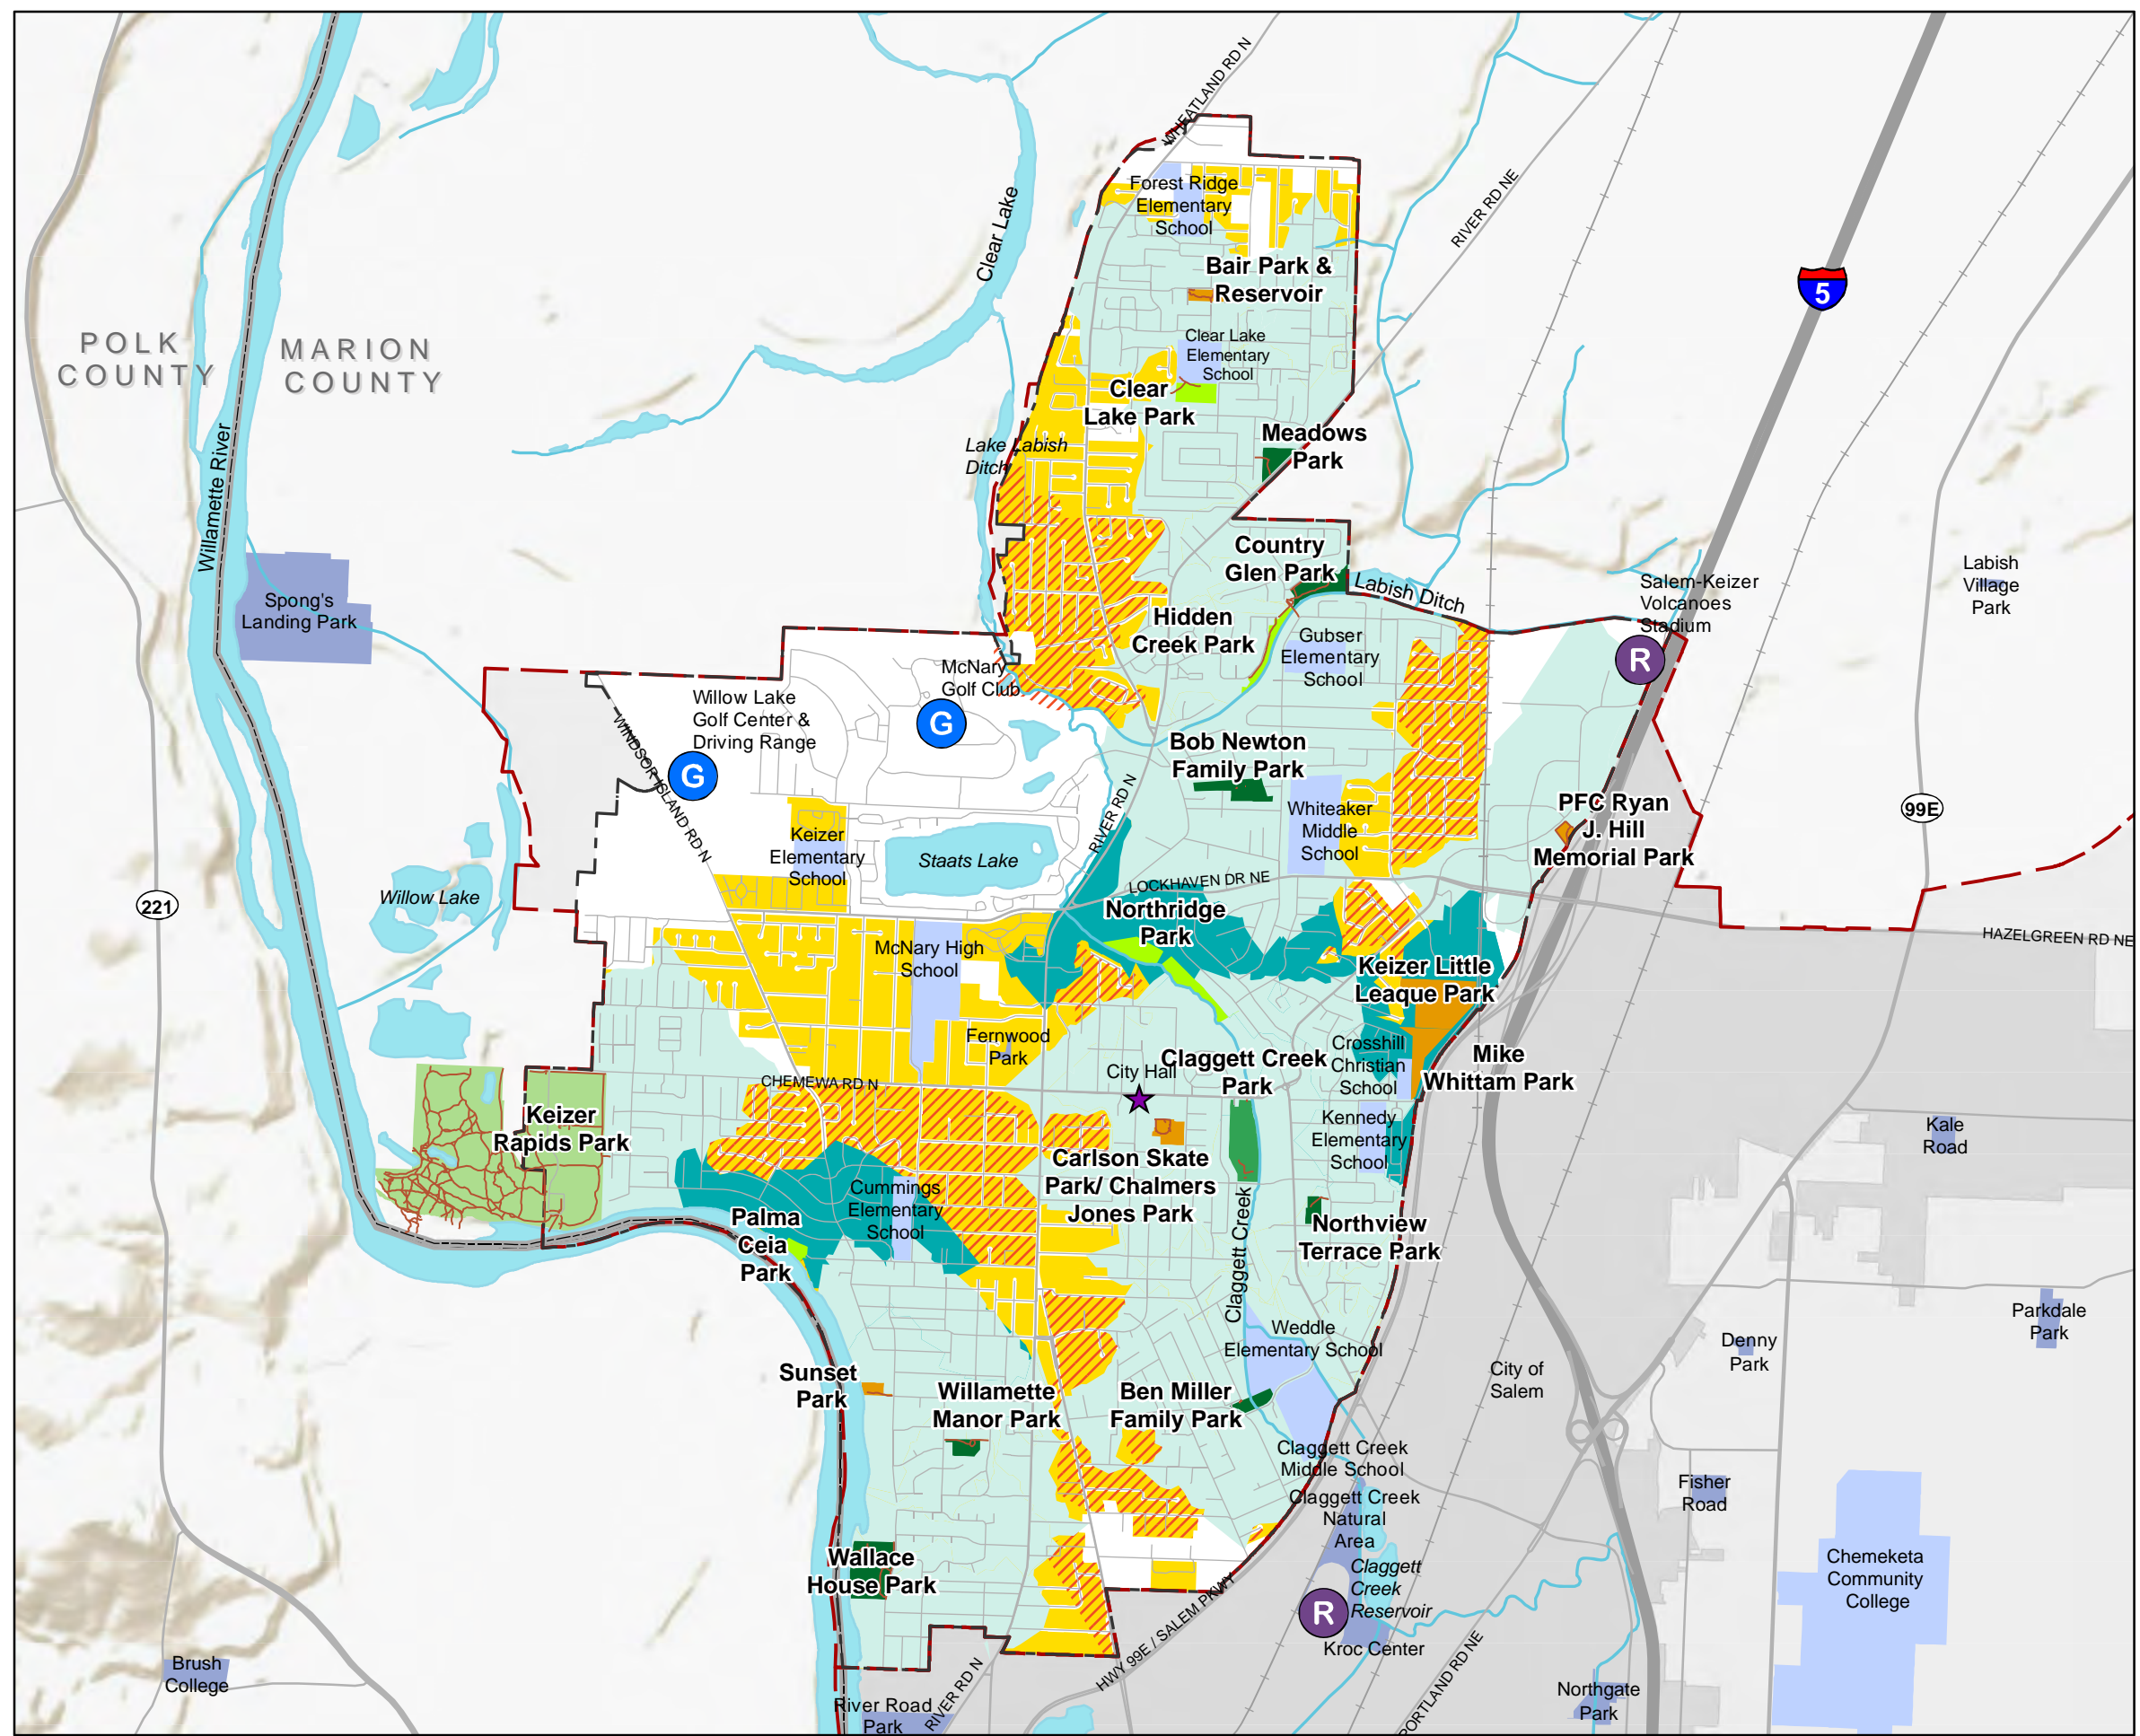 WHEATLAND RD N
Forest Ridge
Elementary
School
RIVER RD NE
Clear Lake
Bair Park &
Reservoir
5
POLK
COUNTY
MARION
COUNTY
Clear Lake
Elementary
School
Clear
Lake Park
Meadows
Park
Lake Labish
Ditch
Willamette River
Country
Glen Park
Labish Ditch
Salem-Keizer
Volcanoes
Stadium
R
Labish
Village
Park
Spong's
Landing Park
Hidden
Creek Park
Gubser
Elementary
School
McNary
Golf Club
G
Willow Lake
Golf Center &
Driving Range
G
WINDSOR ISLAND RD N
Bob Newton
Family Park
RIVER RD N
Whiteaker
Middle
School
PFC Ryan
J. Hill
Memorial Park
99E
Keizer
Elementary
School
Staats Lake
Willow Lake
221
LOCKHAVEN DR NE
Northridge
Park
HAZELGREEN RD NE
McNary High
School
Keizer Little
Leaque Park
Fernwood
Park
Crosshill
Christian
School
Mike
Whittam Park
City Hall
Claggett Creek
Park
CHEMEWA RD N
Keizer
Rapids Park
Kennedy
Elementary
School
Kale
Road
Carlson Skate
Park/ Chalmers
Jones Park
Cummings
Elementary
School
Palma
Ceia
Park
Claggett Creek
Northview
Terrace Park
Weddle
Elementary School
Parkdale
Park
Denny
Park
City of
Salem
Sunset
Park
Willamette
Manor Park
Ben Miller
Family Park
Claggett Creek
Middle School
Claggett Creek
Natural
Area
Fisher
Road
Wallace
House Park
Claggett
Creek
Reservoir
R
Kroc Center
Chemeketa
Community
College
HWY 99E / SALEM PKWY
PORTLAND RD NE
Brush
College
River Road
Park
RIVER RD N
Northgate
Park